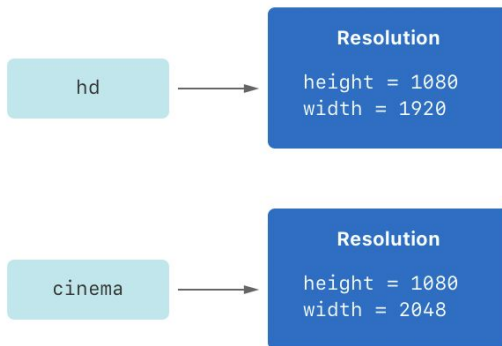 hd
Resolution
height = 1080
width = 1920
cinema
Resolution
height = 1080
width = 2048